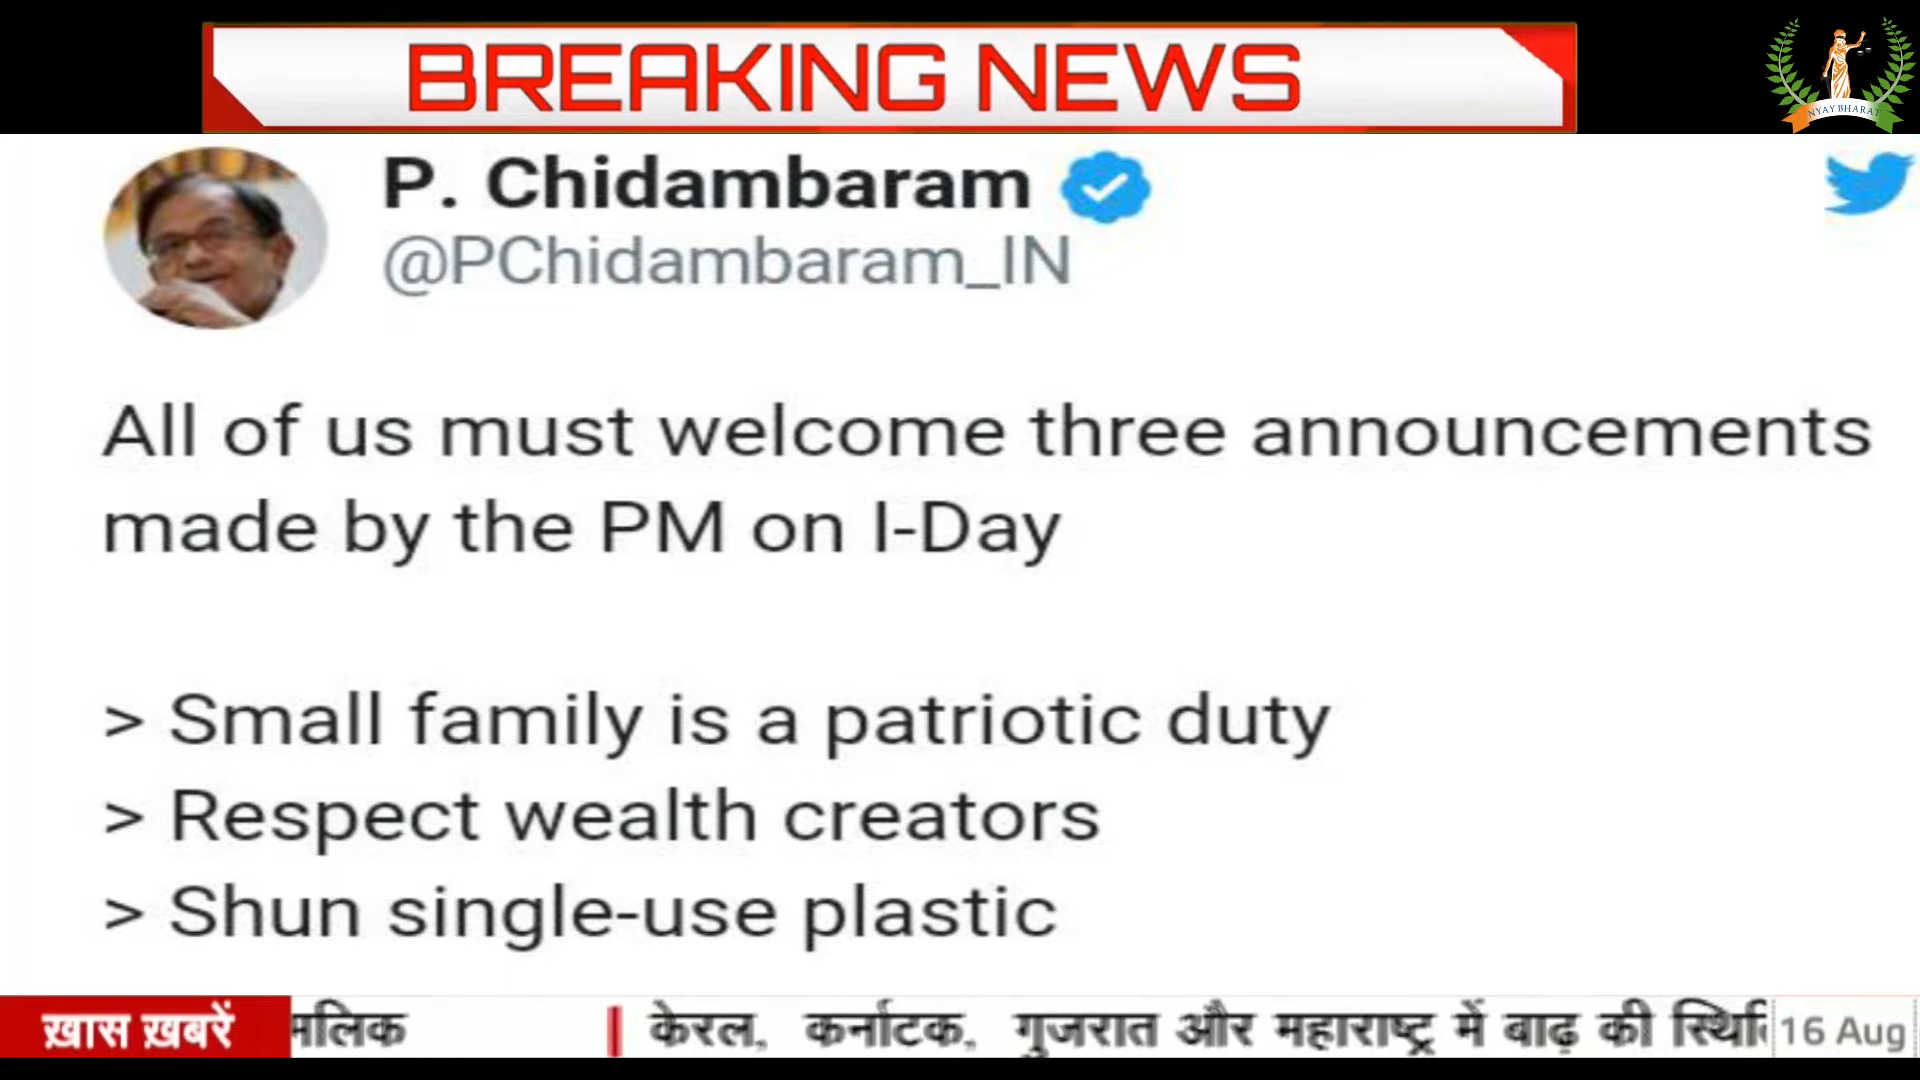 BREAKING NEWS
NYAY BHARAT
P. Chidambaram
@PChidambaram_IN
All of us must welcome three announcements
made by the PM on I-Day
> Small family is a patriotic duty
> Respect wealth creators
> Shun single-use plastic
ख़ास ख़बरें
मलिक | केरल, कर्नाटक, गुजरात और महाराष्ट्र में बाढ़ की
16 Aug